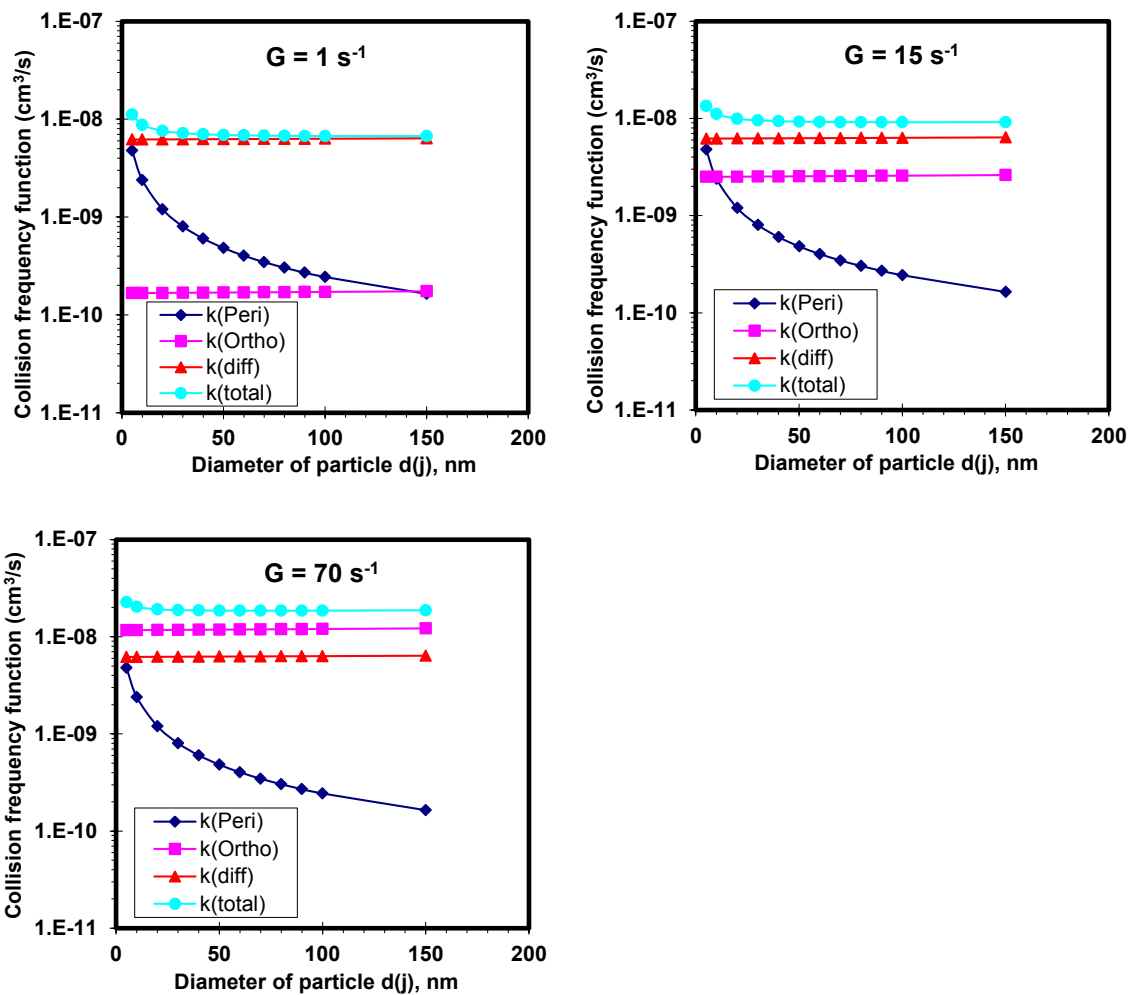 G = 1 s⁻¹
Collision frequency function (cm³/s)
1.E-07
1.E-08
1.E-09
1.E-10
1.E-11
k(Peri)
k(Ortho)
k(diff)
k(total)
0 50 100 150 200
Diameter of particle d(j), nm
G = 15 s⁻¹
Collision frequency function (cm³/s)
1.E-07
1.E-08
1.E-09
1.E-10
1.E-11
k(Peri)
k(Ortho)
k(diff)
k(total)
0 50 100 150 200
Diameter of particle d(j), nm
G = 70 s⁻¹
Collision frequency function (cm³/s)
1.E-07
1.E-08
1.E-09
1.E-10
1.E-11
k(Peri)
k(Ortho)
k(diff)
k(total)
0 50 100 150 200
Diameter of particle d(j), nm